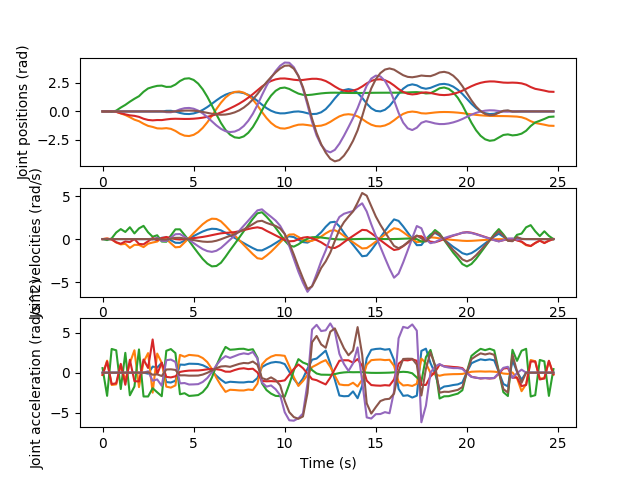 Joint positions (rad)
2.5
0.0
−2.5
0 5 10 15 20 25
Joint velocities (rad/s)
5
0
−5
0 5 10 15 20 25
Joint acceleration (rad/s^2)
5
0
−5
0 5 10 15 20 25
Time (s)